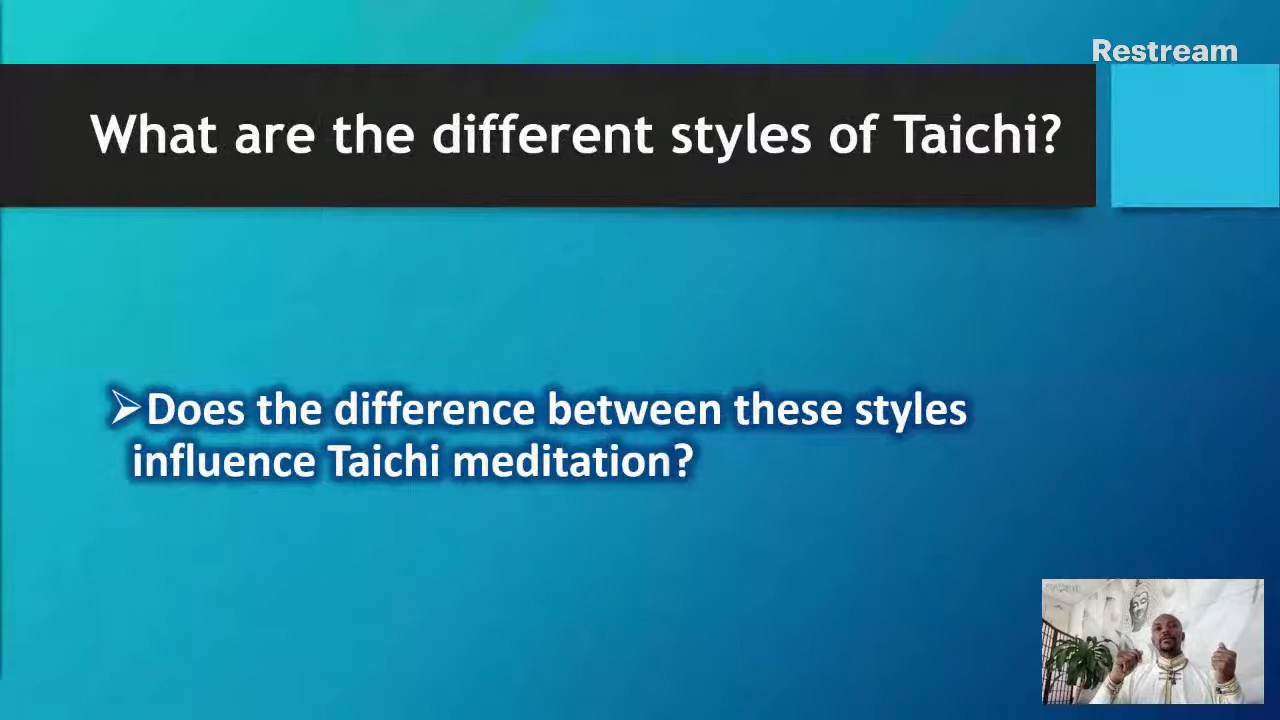 Restream
What are the different styles of Taichi?
➢Does the difference between these styles
influence Taichi meditation?